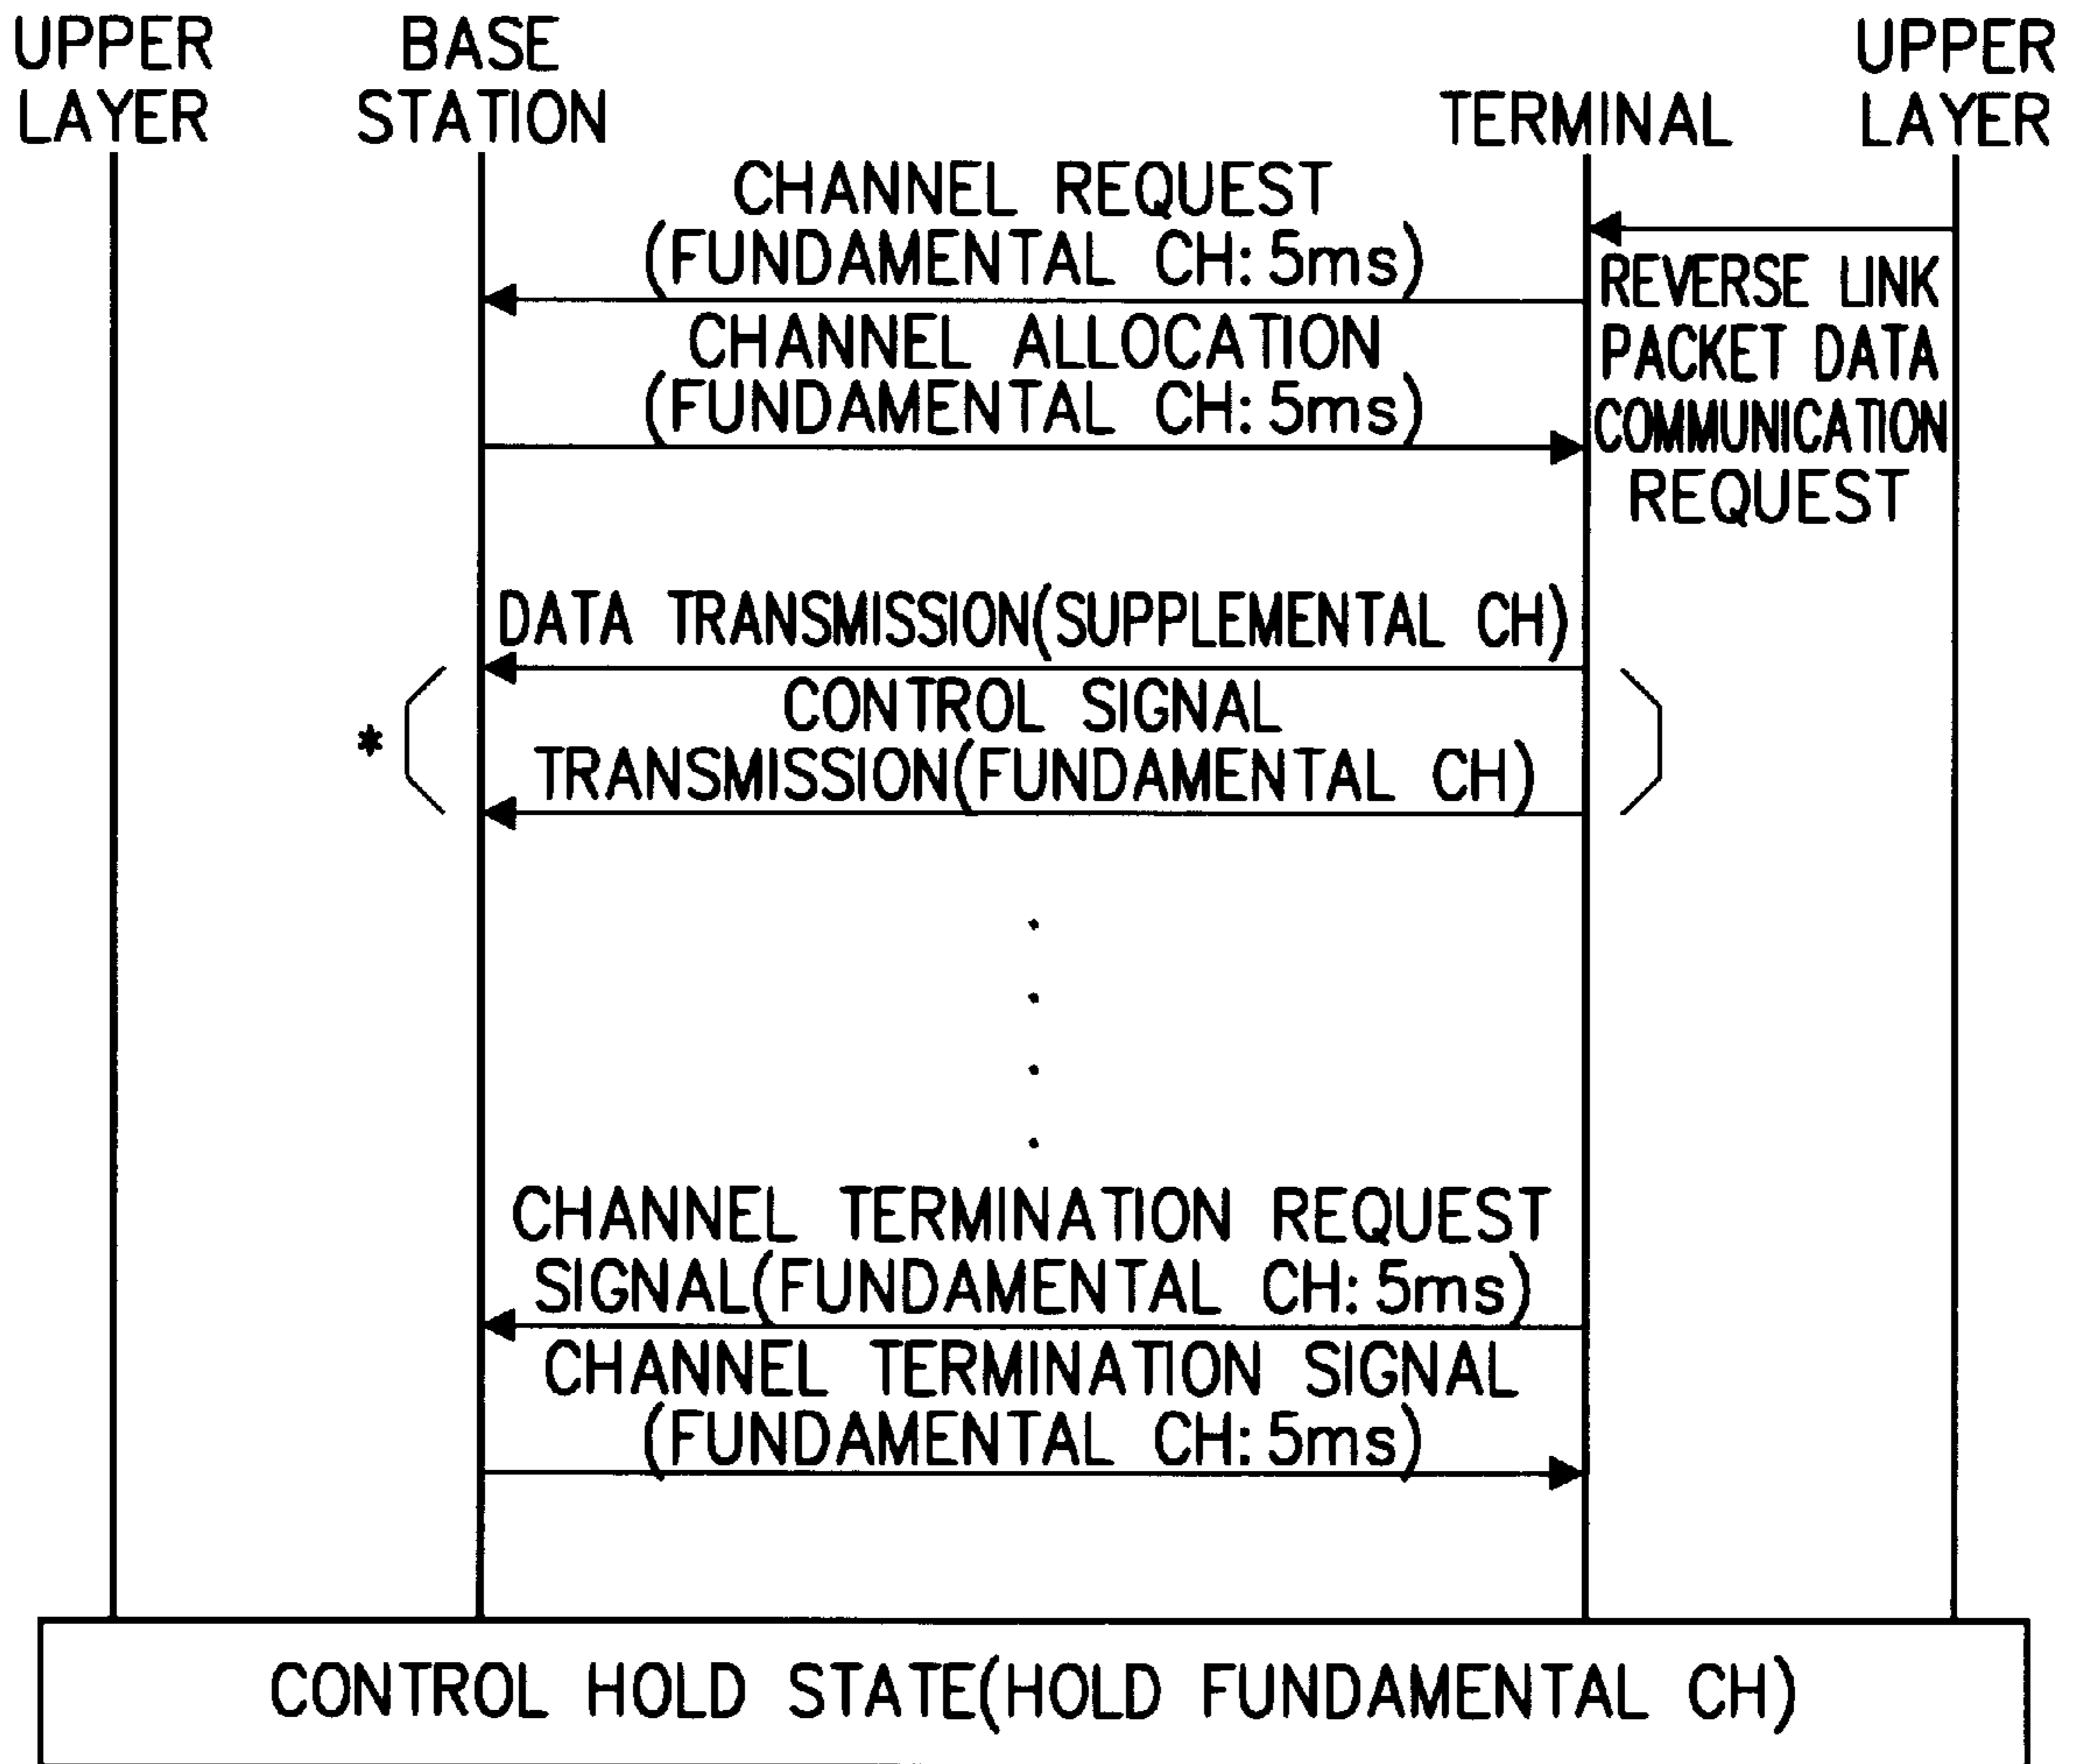 UPPER LAYER
BASE STATION
TERMINAL
UPPER LAYER
CHANNEL REQUEST
(FUNDAMENTAL CH: 5ms)
REVERSE LINK
PACKET DATA
COMMUNICATION
REQUEST
CHANNEL ALLOCATION
(FUNDAMENTAL CH: 5ms)
DATA TRANSMISSION(SUPPLEMENTAL CH)
CONTROL SIGNAL
TRANSMISSION(FUNDAMENTAL CH)
*
CHANNEL TERMINATION REQUEST
SIGNAL(FUNDAMENTAL CH: 5ms)
CHANNEL TERMINATION SIGNAL
(FUNDAMENTAL CH: 5ms)
CONTROL HOLD STATE(HOLD FUNDAMENTAL CH)